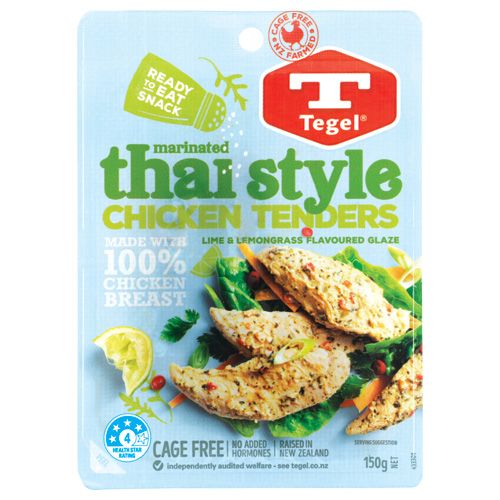 CAGE FREE
NZ FARMED
T
Tegel®
READY
TO EAT
SNACK
marinated
thai style
CHICKEN TENDERS
LIME & LEMONGRASS FLAVOURED GLAZE
MADE WITH
100%
CHICKEN
BREAST
4
HEALTH STAR
RATING
CAGE FREE
NO ADDED
HORMONES
RAISED IN
NEW ZEALAND
independently audited welfare - see tegel.co.nz
SERVING SUGGESTION
150g NET